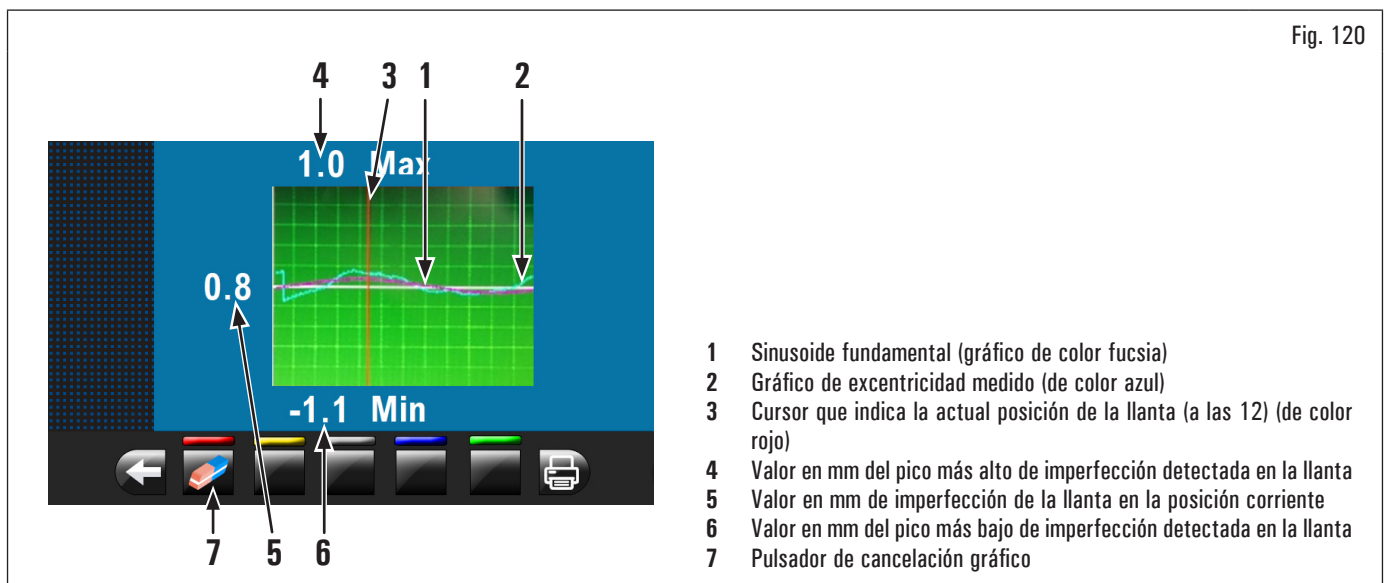 Fig. 120
4 3 1 2
1.0 Max
0.8
-1.1 Min
7 5 6
1 Sinusoide fundamental (gráfico de color fucsia)
2 Gráfico de excentricidad medido (de color azul)
3 Cursor que indica la actual posición de la llanta (a las 12) (de color
rojo)
4 Valor en mm del pico más alto de imperfección detectada en la llanta
5 Valor en mm de imperfección de la llanta en la posición corriente
6 Valor en mm del pico más bajo de imperfección detectada en la llanta
7 Pulsador de cancelación gráfico